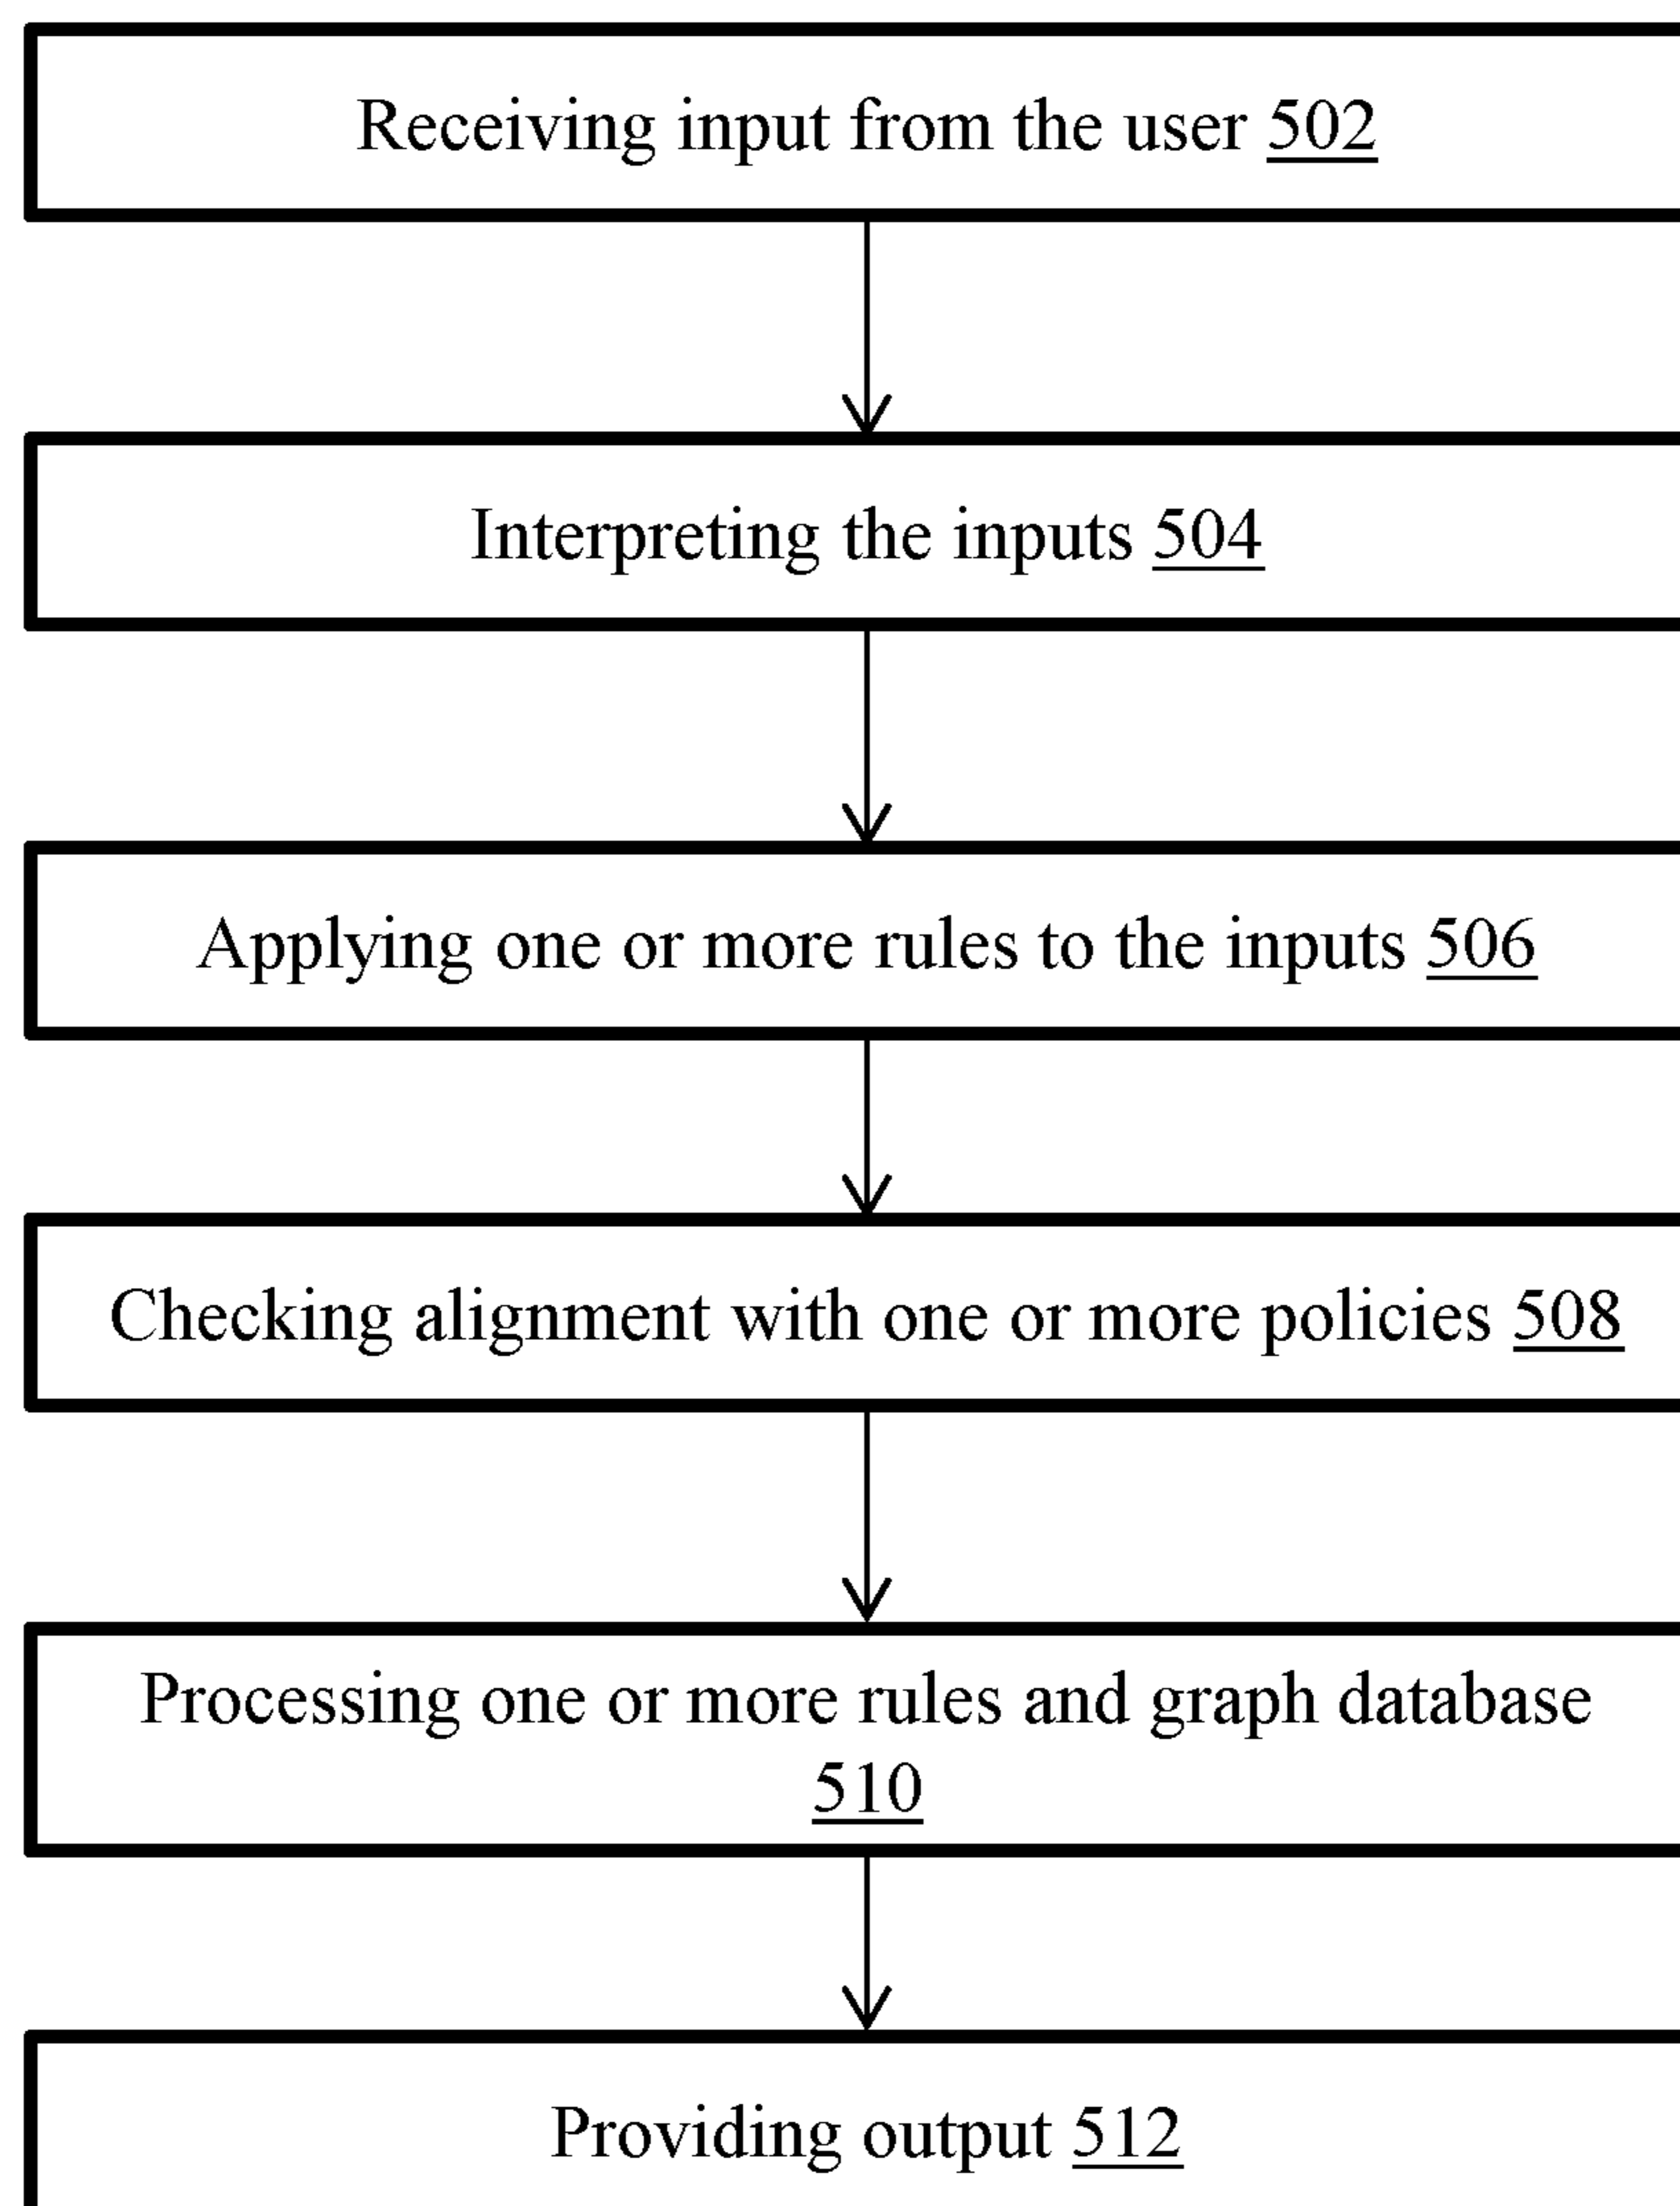 Receiving input from the user 502
Interpreting the inputs 504
Applying one or more rules to the inputs 506
Checking alignment with one or more policies 508
Processing one or more rules and graph database
510
Providing output 512